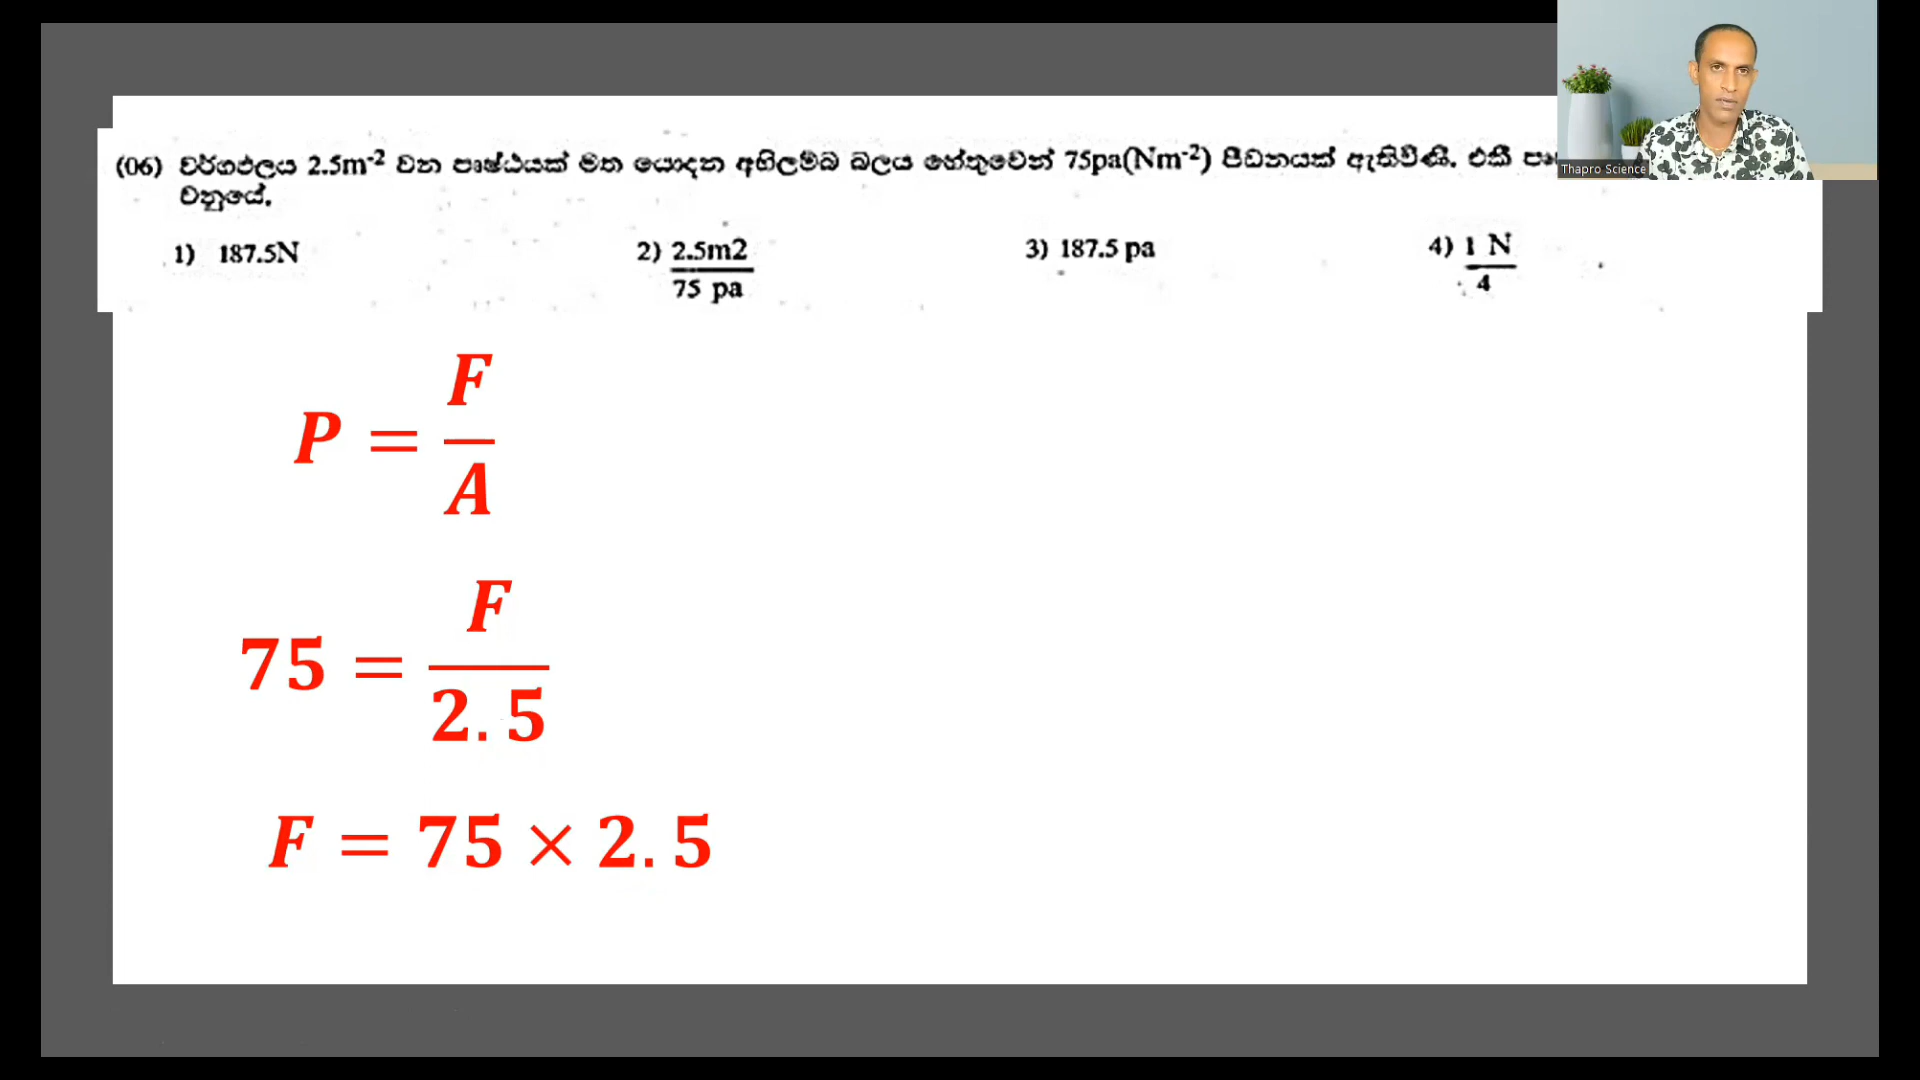 (06) වර්ගඵලය 2.5m⁻² වන පෘෂ්ඨයක් මත යොදන අභිලම්බ බලය හේතුවෙන් 75pa(Nm⁻²) පීඩනයක් ඇතිවිණි. එකී
වනුයේ.
1) 187.5N 2) 2.5m2 / 75 pa 3) 187.5 pa 4) 1 N / 4
Thapro Science
P = F / A
75 = F / 2.5
F = 75 × 2.5